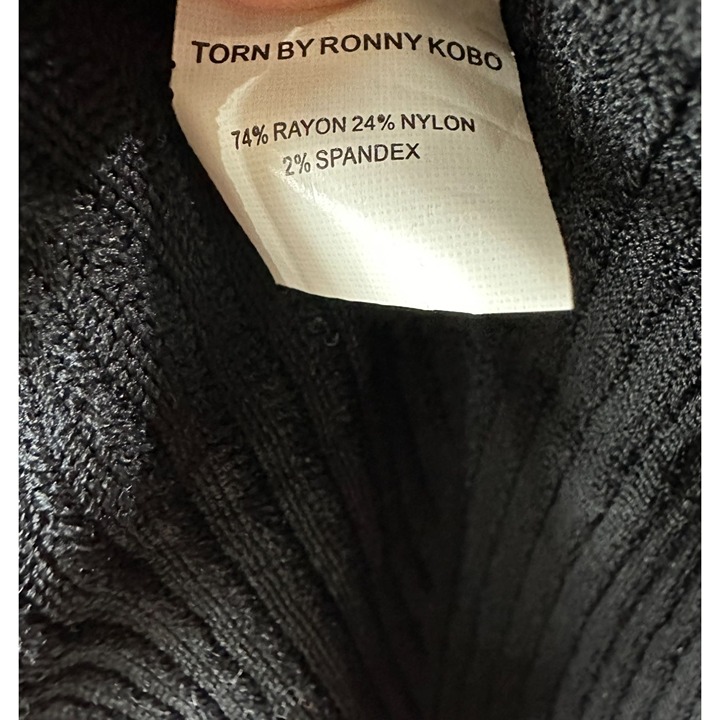 TORN BY RONNY KOBO
74% RAYON 24% NYLON
2% SPANDEX